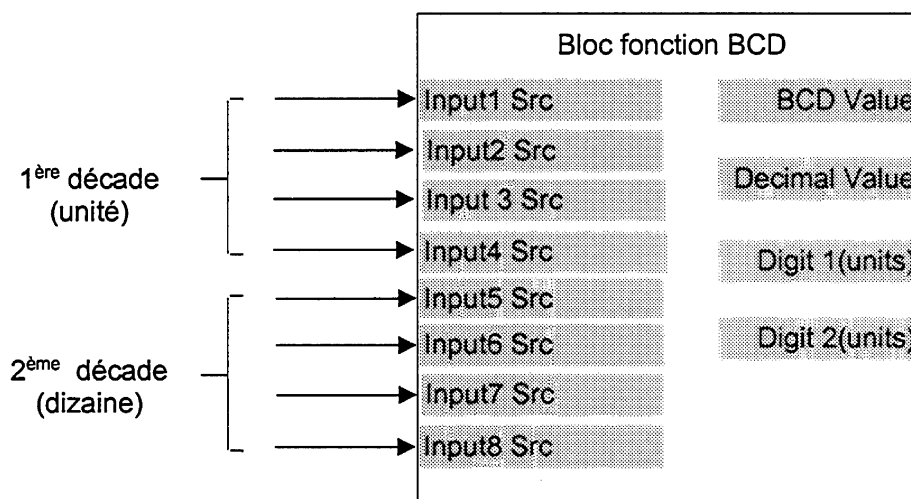 Bloc fonction BCD
1ère décade
(unité)
2ème décade
(dizaine)
Input1 Src
Input2 Src
Input 3 Src
Input4 Src
Input5 Src
Input6 Src
Input7 Src
Input8 Src
BCD Value
Decimal Value
Digit 1(units)
Digit 2(units)